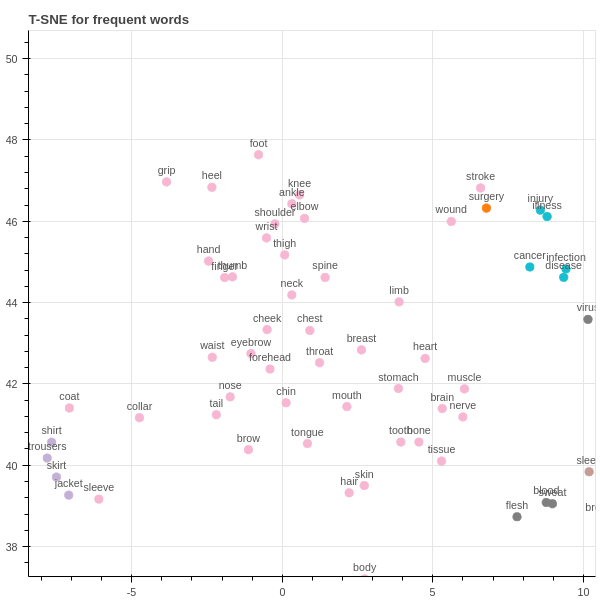 T-SNE for frequent words
50
48
foot
grip
heel
knee
stroke
ankle
surgery
injury
illness
elbow
shoulder
wound
46
wrist
thigh
hand
finger
thumb
spine
cancer
infection
disease
neck
limb
44
virus
cheek
chest
eyebrow
breast
waist
forehead
throat
heart
stomach
muscle
42
nose
chin
mouth
brain
coat
collar
tail
nerve
shirt
brow
tongue
tooth
bone
trousers
tissue
40
skirt
skin
jacket
sleeve
hair
blood
sweat
flesh
38
body
-5
0
5
10